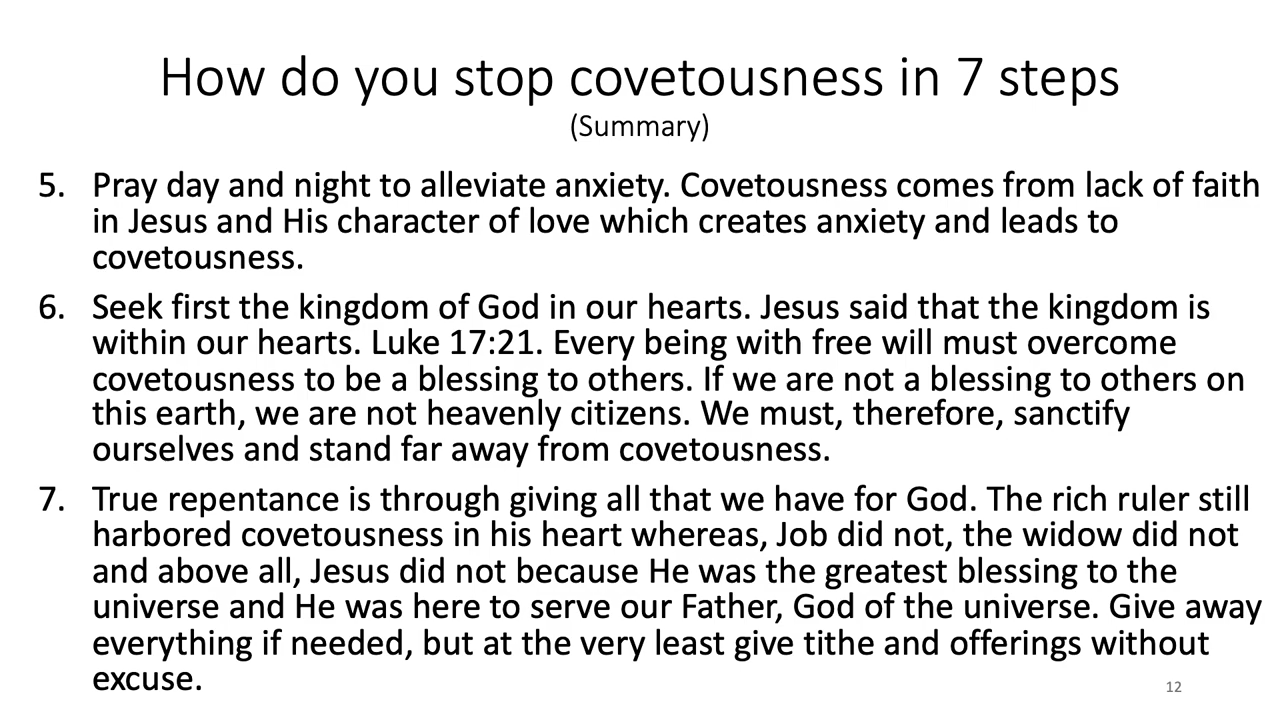 How do you stop covetousness in 7 steps
(Summary)
5. Pray day and night to alleviate anxiety. Covetousness comes from lack of faith
in Jesus and His character of love which creates anxiety and leads to
covetousness.
6. Seek first the kingdom of God in our hearts. Jesus said that the kingdom is
within our hearts. Luke 17:21. Every being with free will must overcome
covetousness to be a blessing to others. If we are not a blessing to others on
this earth, we are not heavenly citizens. We must, therefore, sanctify
ourselves and stand far away from covetousness.
7. True repentance is through giving all that we have for God. The rich ruler still
harbored covetousness in his heart whereas, Job did not, the widow did not
and above all, Jesus did not because He was the greatest blessing to the
universe and He was here to serve our Father, God of the universe. Give away
everything if needed, but at the very least give tithe and offerings without
excuse.
12